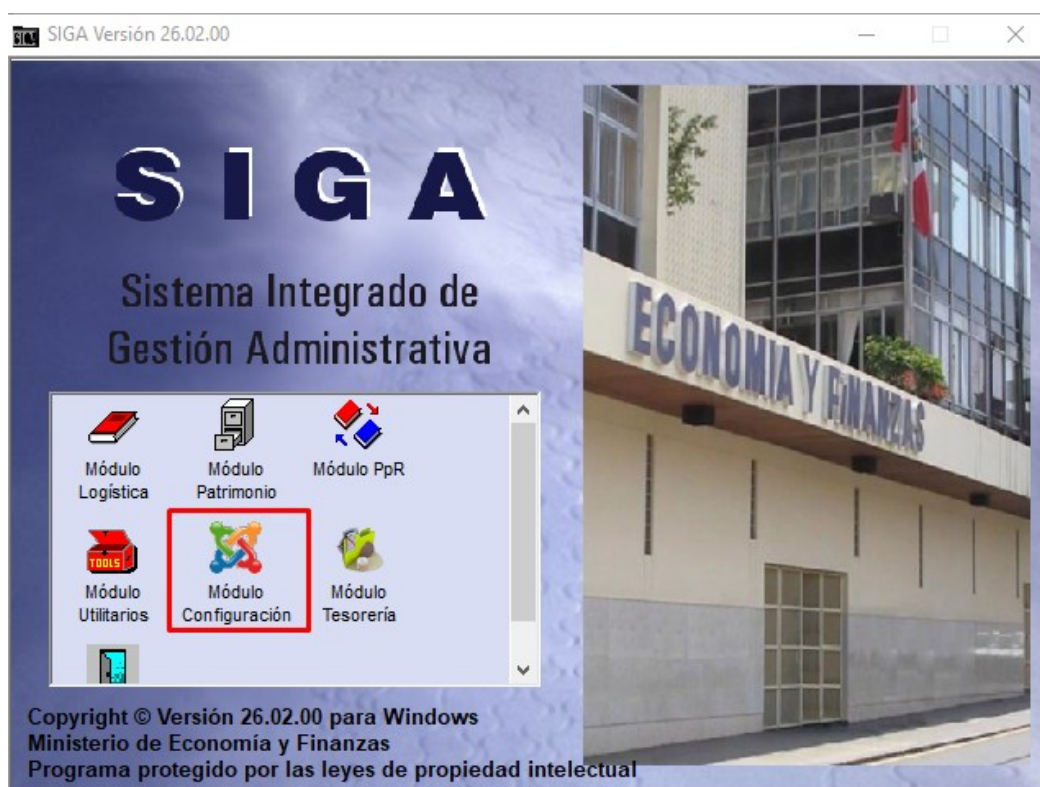 SIGA Versión 26.02.00
SIGA
Sistema Integrado de
Gestión Administrativa
ECONOMIA Y FINANZAS
Módulo
Logística
Módulo
Patrimonio
Módulo PpR
TOOLS
Módulo
Utilitarios
Módulo
Configuración
Módulo
Tesorería
Copyright © Versión 26.02.00 para Windows
Ministerio de Economía y
Finanzas
Programa protegido por las leyes de propiedad intelectual